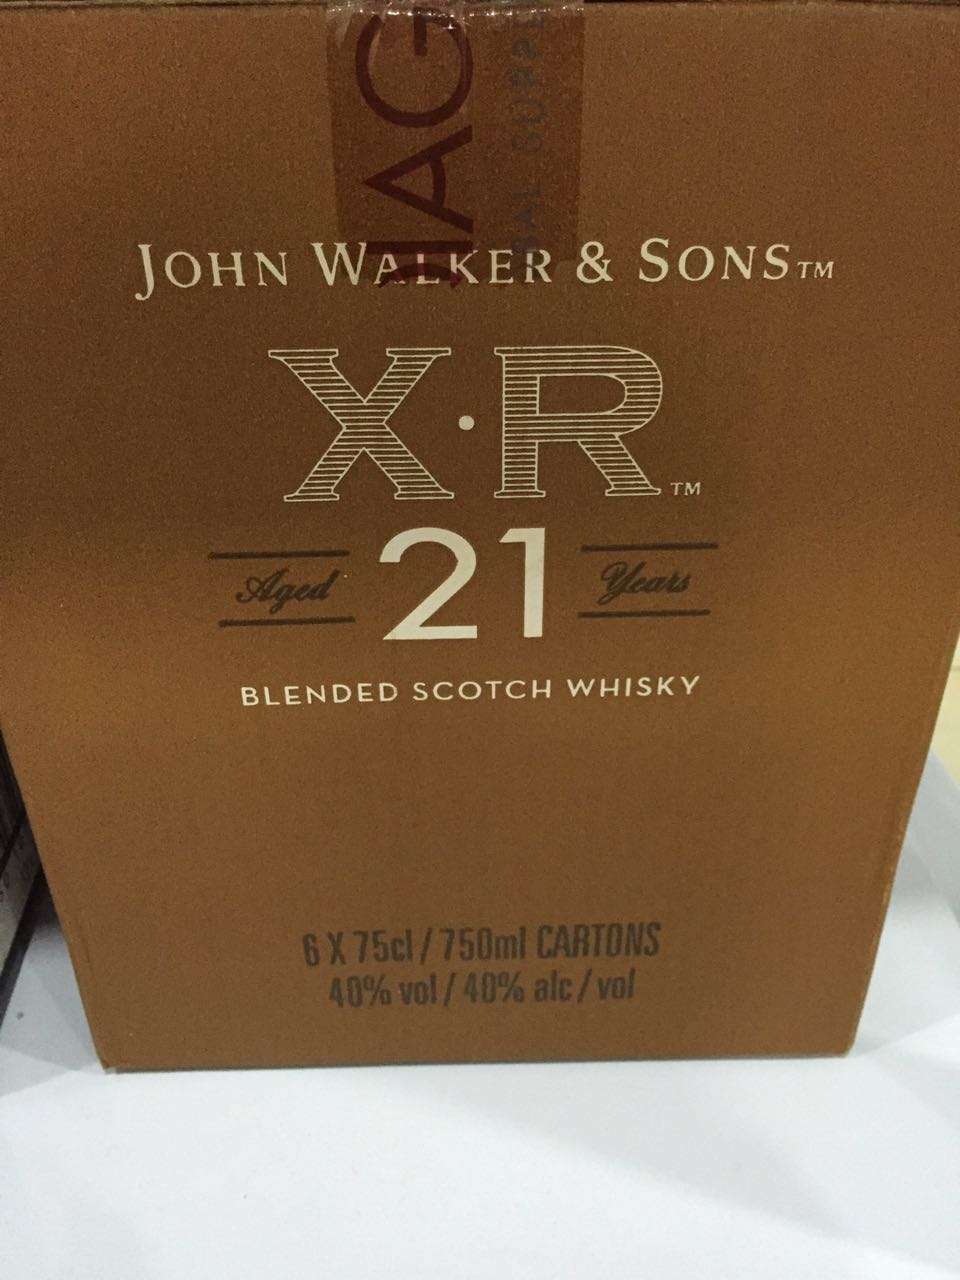 JOHN WALKER & SONS™
X·R™
Aged 21 Years
BLENDED SCOTCH WHISKY
6 X 75cl / 750ml CARTONS
40% vol / 40% alc / vol